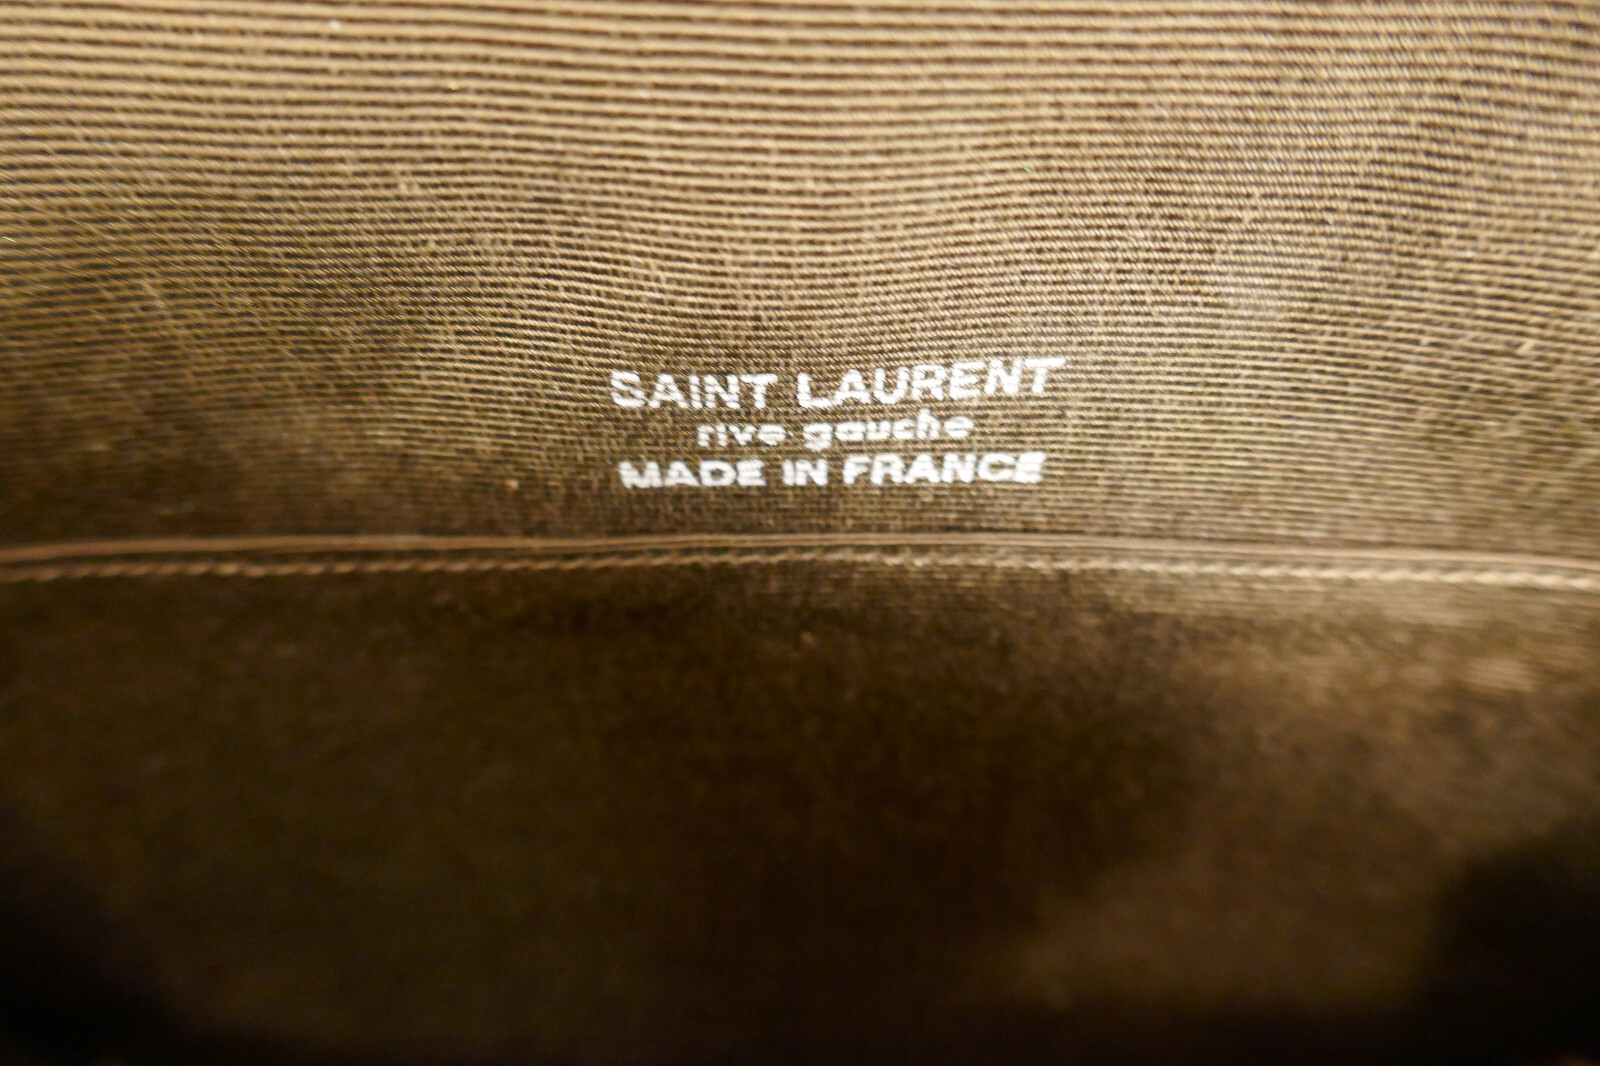 SAINT LAURENT
rive gauche
MADE IN FRANCE